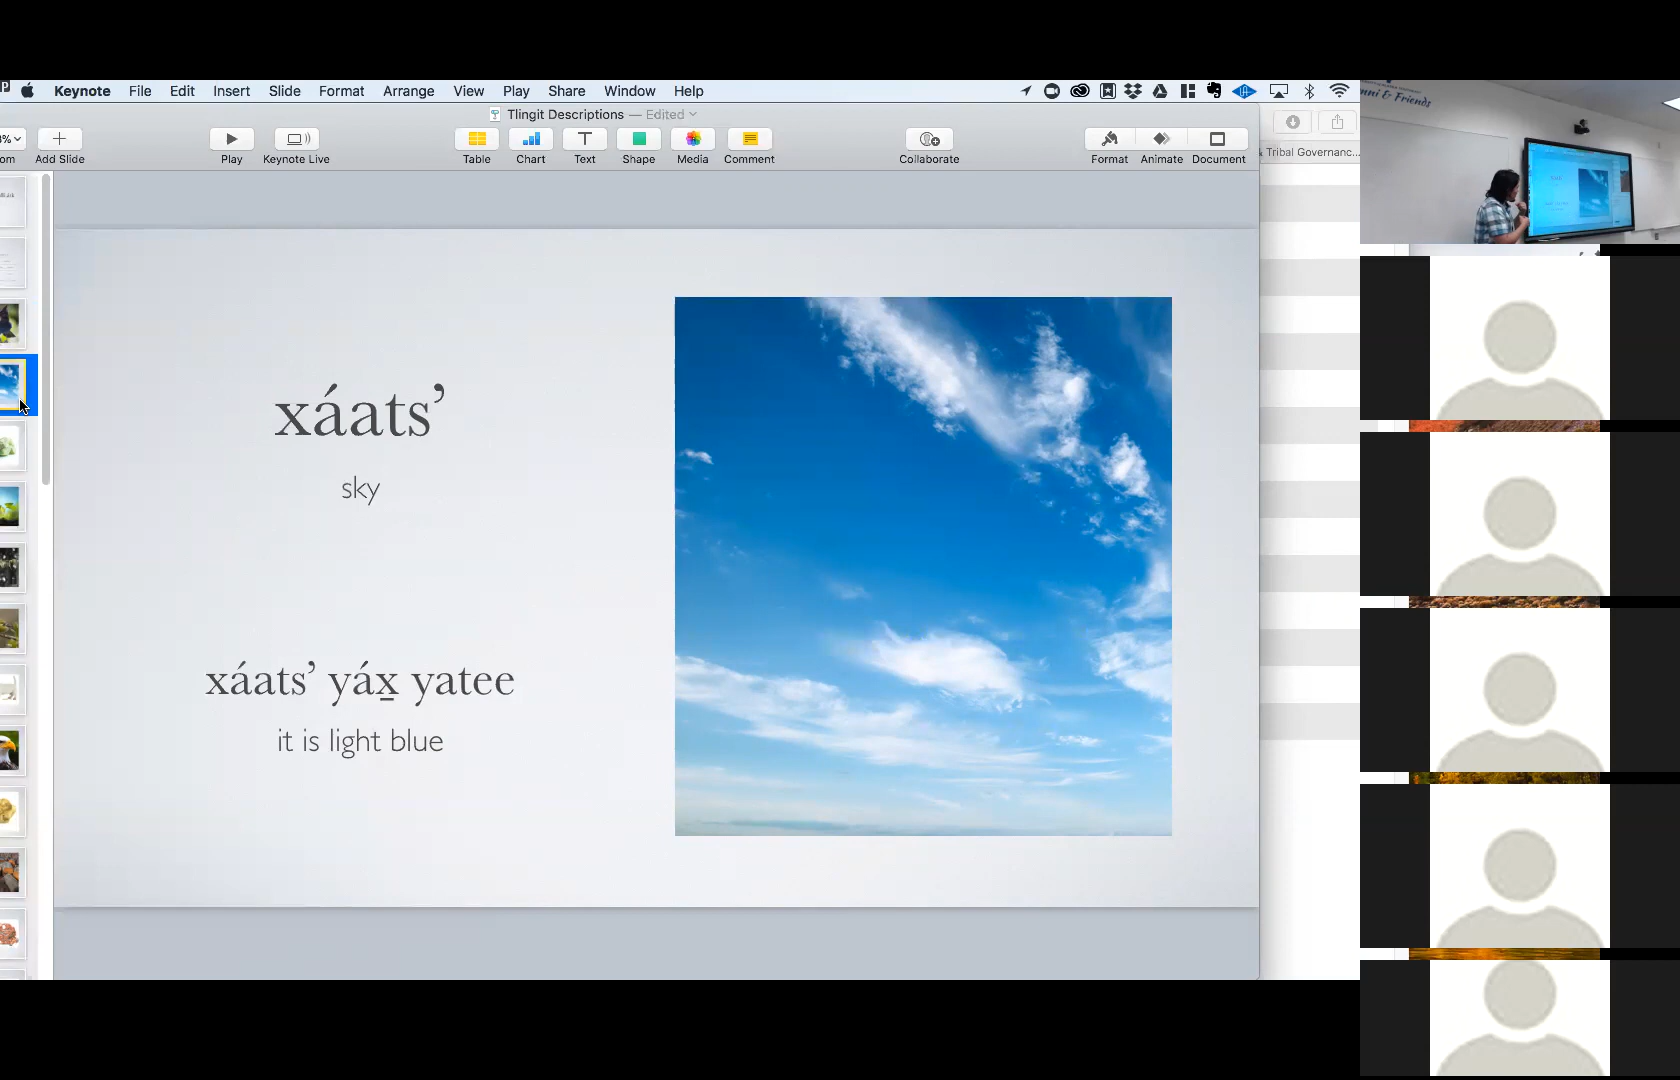 Keynote File Edit Insert Slide Format Arrange View Play Share Window Help
Tlingit Descriptions — Edited
Add Slide Play Keynote Live Table Chart Text Shape Media Comment Collaborate Format Animate Document
Tribal Governanc...
xáats’
sky
xáats’ yáx̱ yatee
it is light blue
& Friends